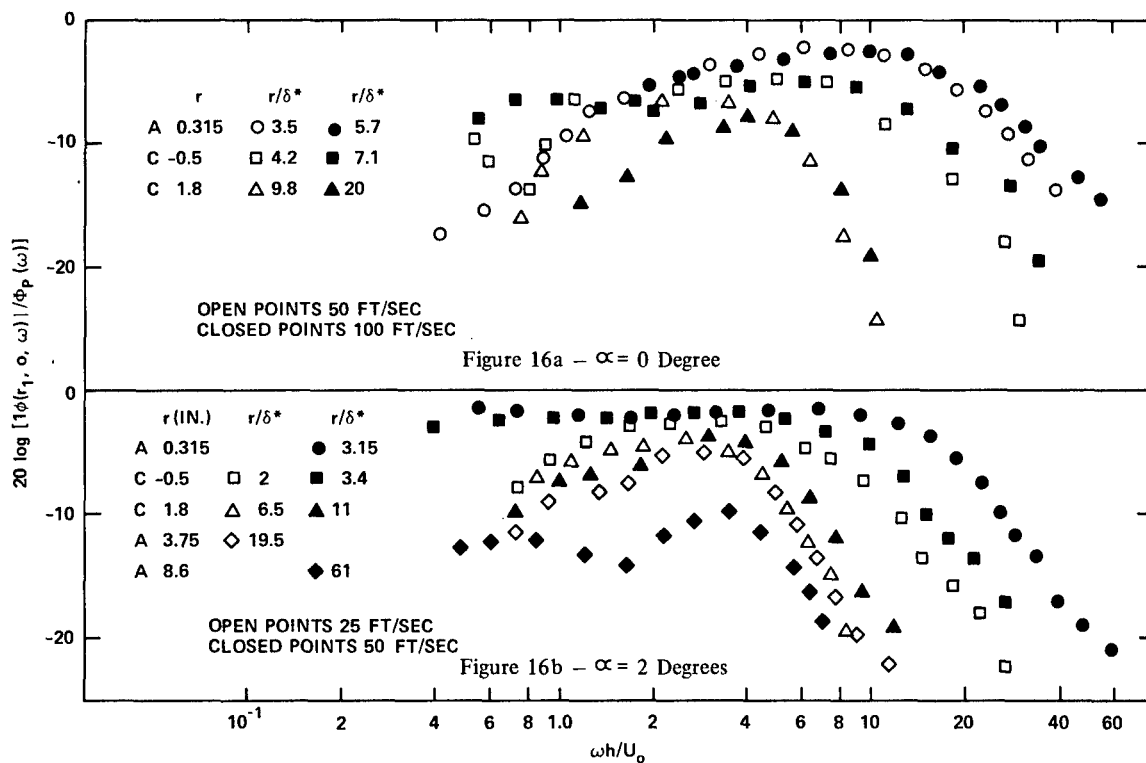 0
r r/δ* r/δ*
A 0.315 3.5 5.7
C -0.5 4.2 7.1
C 1.8 9.8 20
-10
-20
OPEN POINTS 50 FT/SEC
CLOSED POINTS 100 FT/SEC
Figure 16a – ∝ = 0 Degree
20 log [1ϕ(r₁, o, ω)| /Φₚ(ω)]
0
r (IN.) r/δ* r/δ*
A 0.315 3.15
C -0.5 2 3.4
C 1.8 6.5 11
A 3.75 19.5
A 8.6 61
-10
-20
OPEN POINTS 25 FT/SEC
CLOSED POINTS 50 FT/SEC
Figure 16b – ∝ = 2 Degrees
10⁻¹ 2 4 6 8 1.0 2 4 6 8 10 20 40 60
ωh/Uₒ